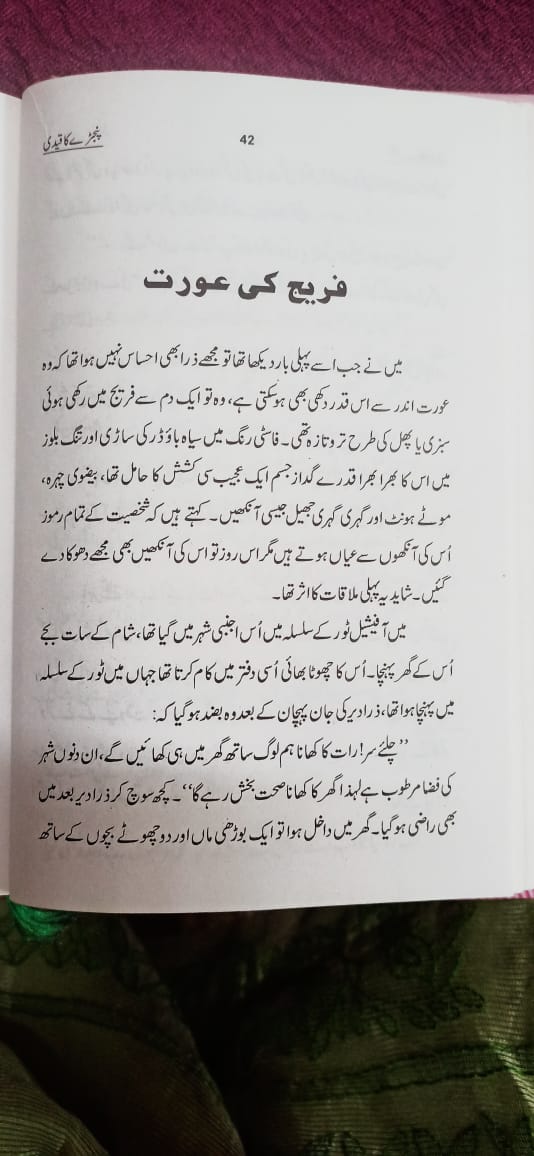 پنجڑے کا قیدی
42
فریج کی عورت
میں نے جب اسے پہلی بار دیکھا تھا تو مجھے ذرا بھی احساس نہیں ہوا تھا کہ وہ
عورت اندر سے اس قدر دکھی بھی ہو سکتی ہے، وہ تو ایک دم سے فریج میں رکھی ہوئی
سبزی یا پھل کی طرح تروتازہ تھی۔ فاسٹی رنگ میں سیاہ باؤڈر کی ساڑی اور تنگ بلوز
میں اس کا بھرا بھرا قدرے گداز جسم ایک عجیب سی کشش کا حامل تھا، بیضوی چہرہ،
موٹے ہونٹ اور گہری گہری جھیل جیسی آنکھیں۔ کہتے ہیں کہ شخصیت کے تمام رموز
اُس کی آنکھوں سے عیاں ہوتے ہیں مگر اس روز تو اس کی آنکھیں بھی مجھے دھوکا دے
گئیں۔ شاید یہ پہلی ملاقات کا اثر تھا۔
میں آفیشیل ٹور کے سلسلہ میں اُس اجنبی شہر میں گیا تھا، شام کے سات بجے
اُس کے گھر پہنچا۔ اُس کا چھوٹا بھائی اُسی دفتر میں کام کرتا تھا جہاں میں ٹور کے سلسلہ
میں پہنچا ہوا تھا، ذرا دیر کی جان پہچان کے بعد وہ بضد ہو گیا کہ:
’’چلئے سر! رات کا کھانا ہم لوگ ساتھ گھر میں ہی کھائیں گے، ان دنوں شہر
کی فضا مرطوب ہے لہٰذا گھر کا کھانا صحت بخش رہے گا‘‘۔ کچھ سوچ کر ذرا دیر بعد میں
بھی راضی ہو گیا۔ گھر میں داخل ہوا تو ایک بوڑھی ماں اور دو چھوٹے بچوں کے ساتھ